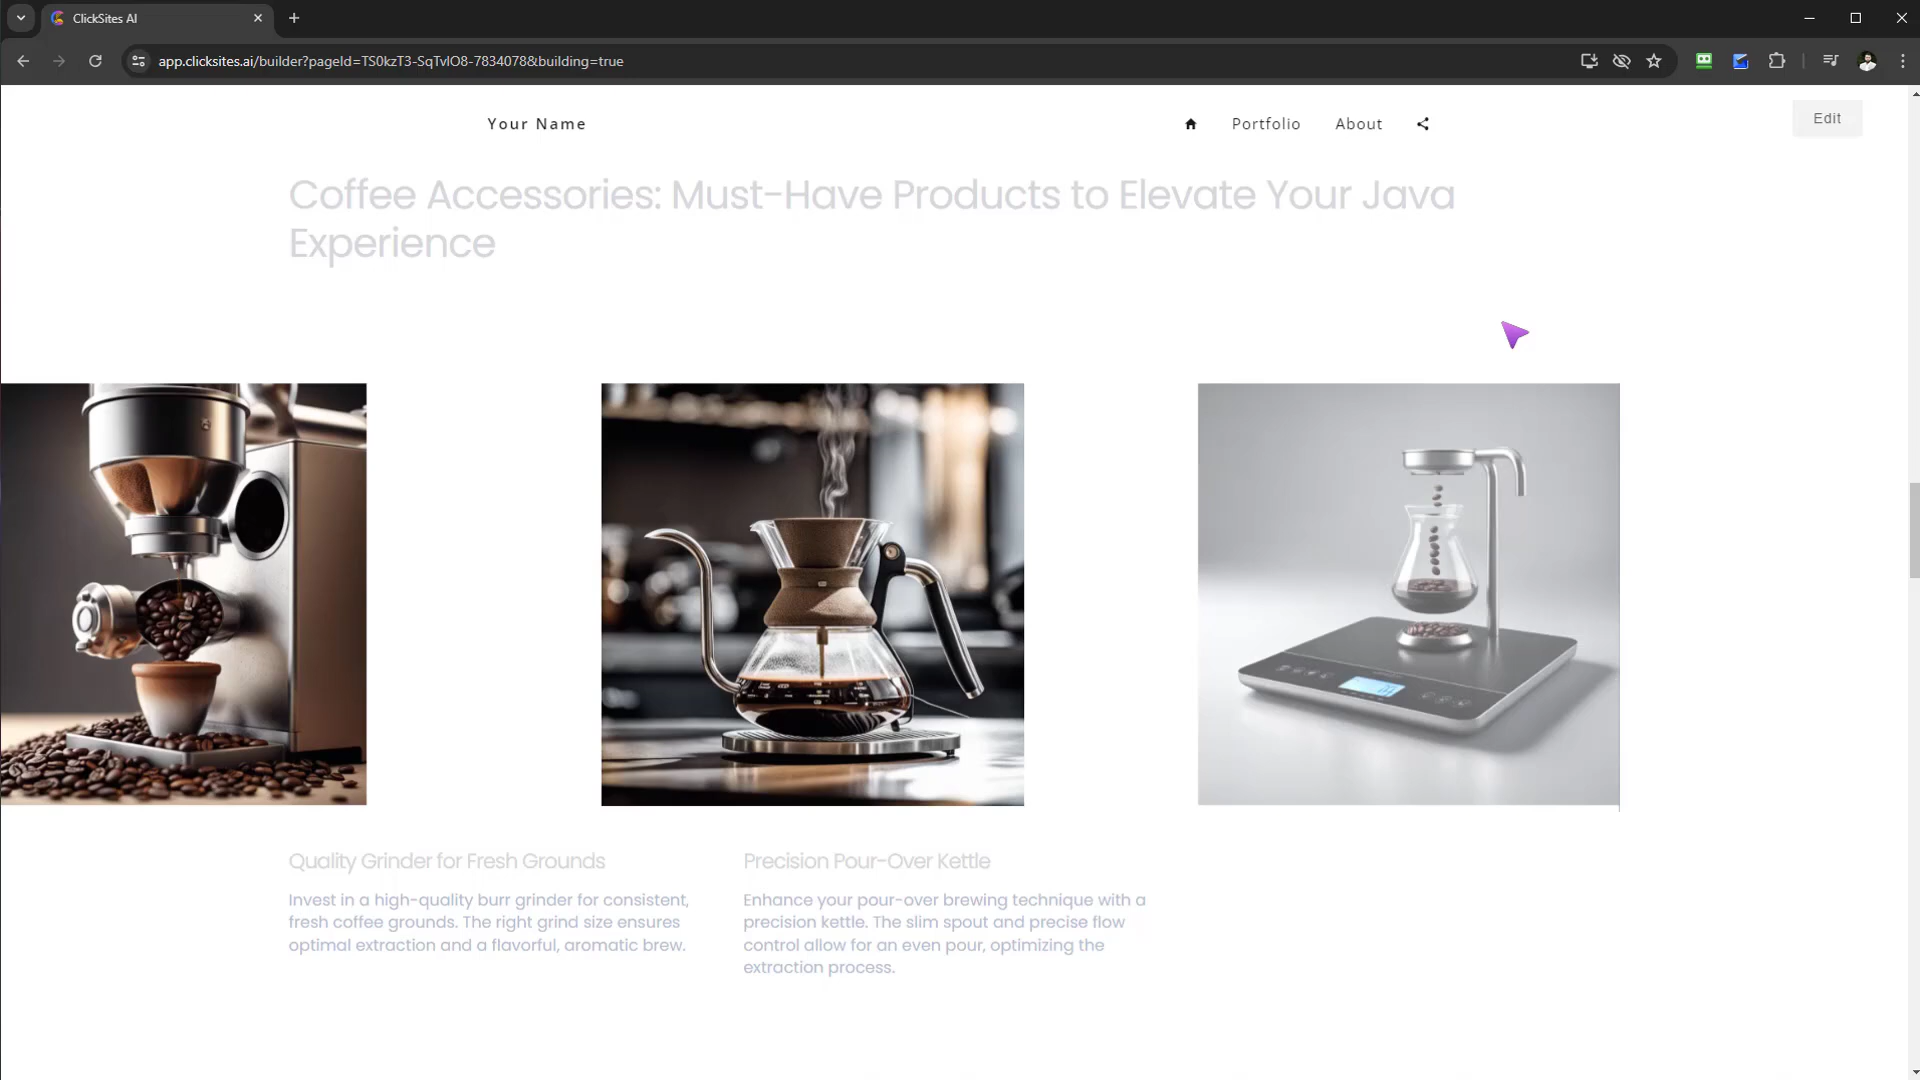 ClickSites AI
app.clicksites.ai/builder?pageId=TS0kzT3-SqTvlO8-7834078&building=true
Your Name
Portfolio
About
Edit
Coffee Accessories: Must-Have Products to Elevate Your Java
Experience
Quality Grinder for Fresh Grounds
Invest in a high-quality burr grinder for consistent,
fresh coffee grounds. The right grind size ensures
optimal extraction and a flavorful, aromatic brew.
Precision Pour-Over Kettle
Enhance your pour-over brewing technique with a
precision kettle. The slim spout and precise flow
control allow for an even pour, optimizing the
extraction process.